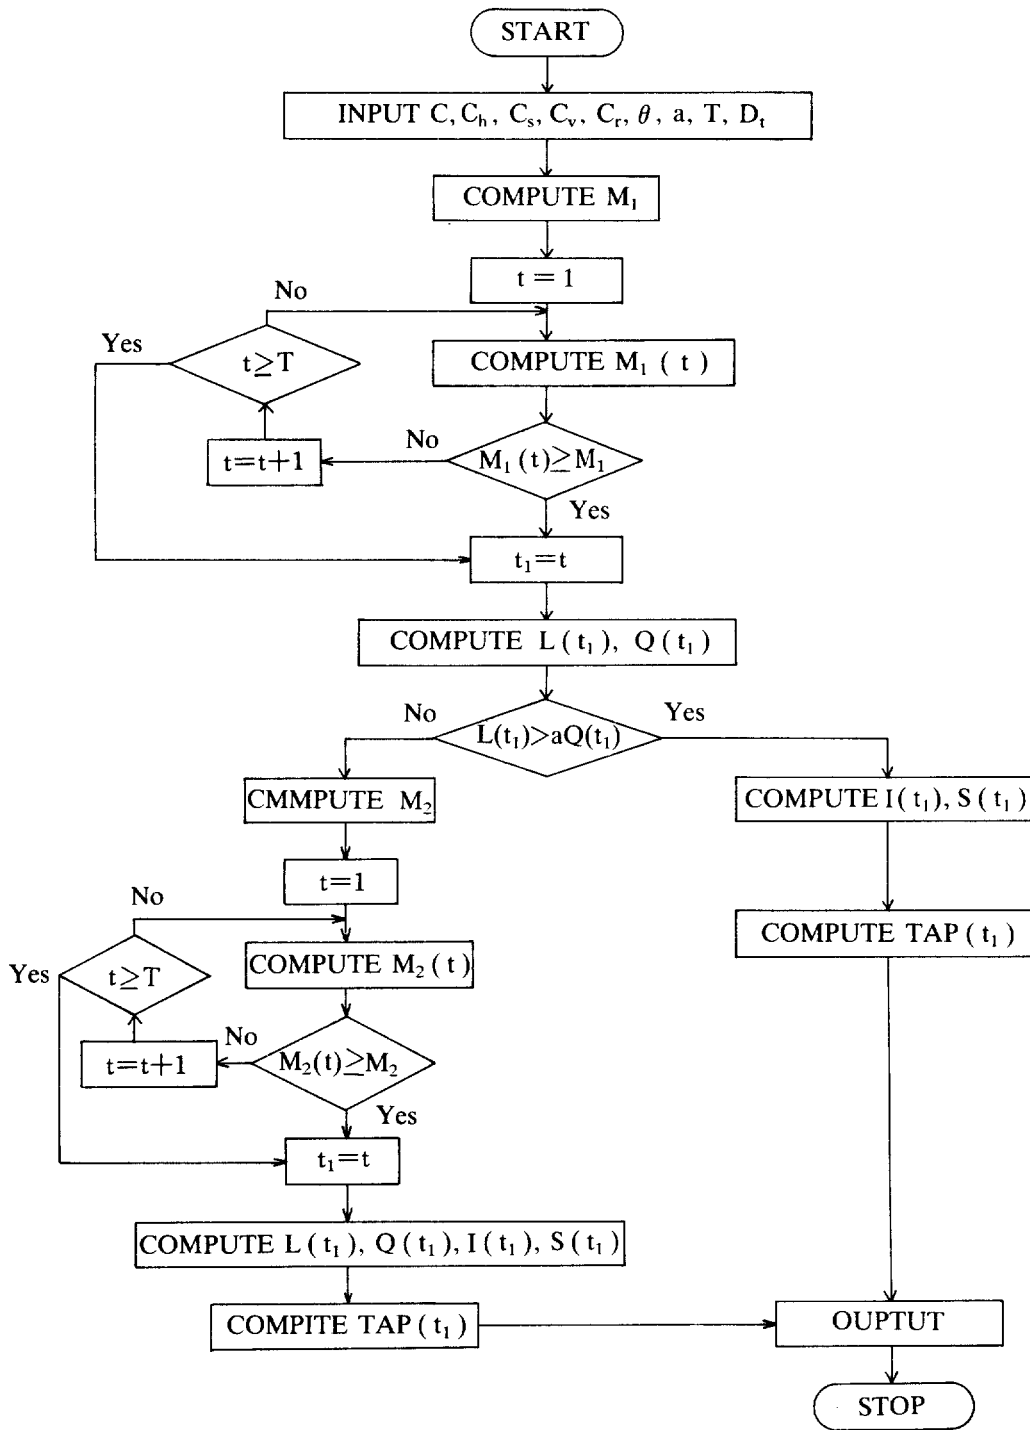 START
INPUT C, Cₕ, Cₛ, Cᵥ, Cᵣ, θ, a, T, Dₜ
COMPUTE M₁
t = 1
No
Yes
t≥T
COMPUTE M₁ ( t )
No
t=t+1
M₁(t)≥M₁
Yes
t₁=t
COMPUTE L(t₁), Q(t₁)
No
Yes
L(t₁)>aQ(t₁)
CMMPUTE M₂
COMPUTE I(t₁), S(t₁)
t=1
No
COMPUTE TAP(t₁)
Yes
t≥T
COMPUTE M₂(t)
No
t=t+1
M₂(t)≥M₂
Yes
t₁=t
COMPUTE L(t₁), Q(t₁), I(t₁), S(t₁)
COMPITE TAP(t₁)
OUPTUT
STOP